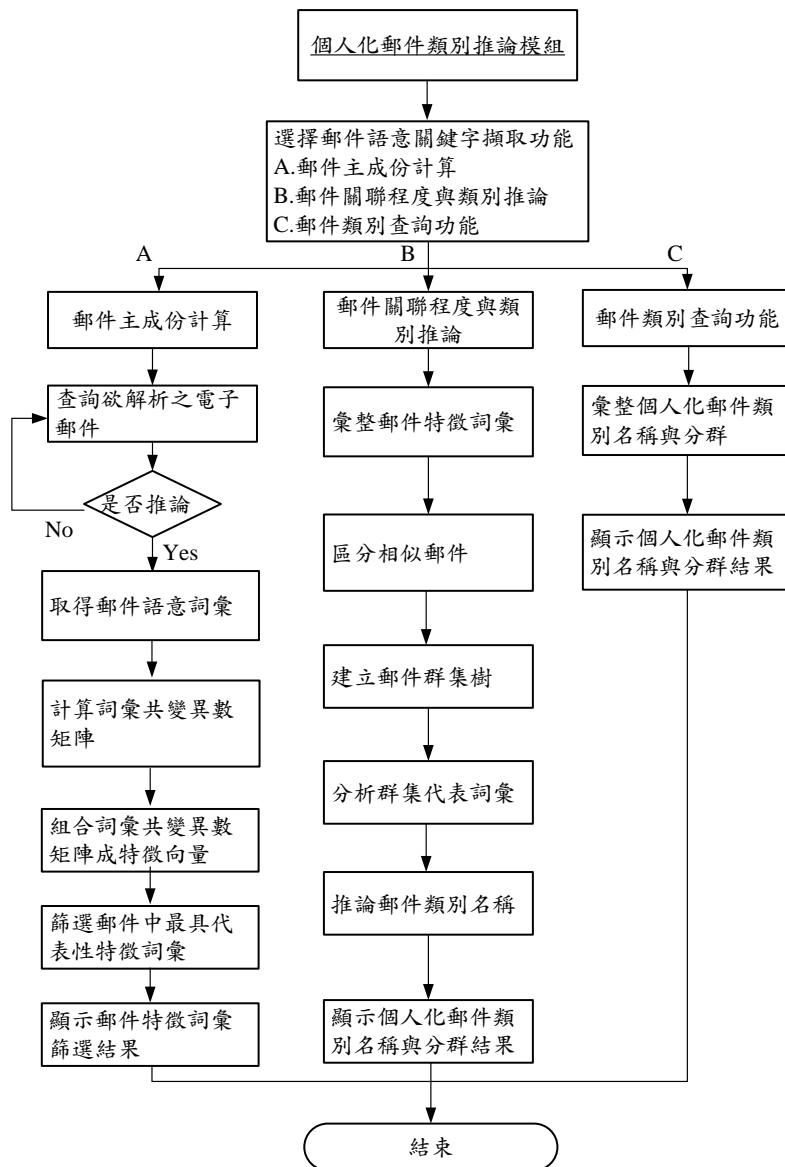 個人化郵件類別推論模組
選擇郵件語意關鍵字擷取功能
A.郵件主成份計算
B.郵件關聯程度與類別推論
C.郵件類別查詢功能
A
B
C
郵件主成份計算
查詢欲解析之電子
郵件
是否推論
No
Yes
取得郵件語意詞彙
計算詞彙共變異數
矩陣
組合詞彙共變異數
矩陣成特徵向量
篩選郵件中最具代
表性特徵詞彙
顯示郵件特徵詞彙
篩選結果
郵件關聯程度與類
別推論
彙整郵件特徵詞彙
區分相似郵件
建立郵件群集樹
分析群集代表詞彙
推論郵件類別名稱
顯示個人化郵件類
別名稱與分群結果
郵件類別查詢功能
彙整個人化郵件類
別名稱與分群
顯示個人化郵件類
別名稱與分群結果
結束